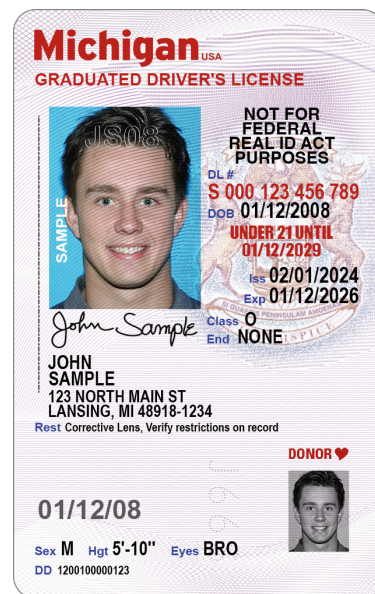 Michigan USA
GRADUATED DRIVER'S LICENSE
JS08
SAMPLE
NOT FOR
FEDERAL
REAL ID ACT
PURPOSES
DL #
S 000 123 456 789
DOB 01/12/2008
UNDER 21 UNTIL
01/12/2029
Iss 02/01/2024
Exp 01/12/2026
Class O
End NONE
John Sample
JOHN
SAMPLE
123 NORTH MAIN ST
LANSING, MI 48918-1234
Rest Corrective Lens, Verify restrictions on record
DONOR
01/12/08
Sex M Hgt 5'-10" Eyes BRO
DD 1200100000123